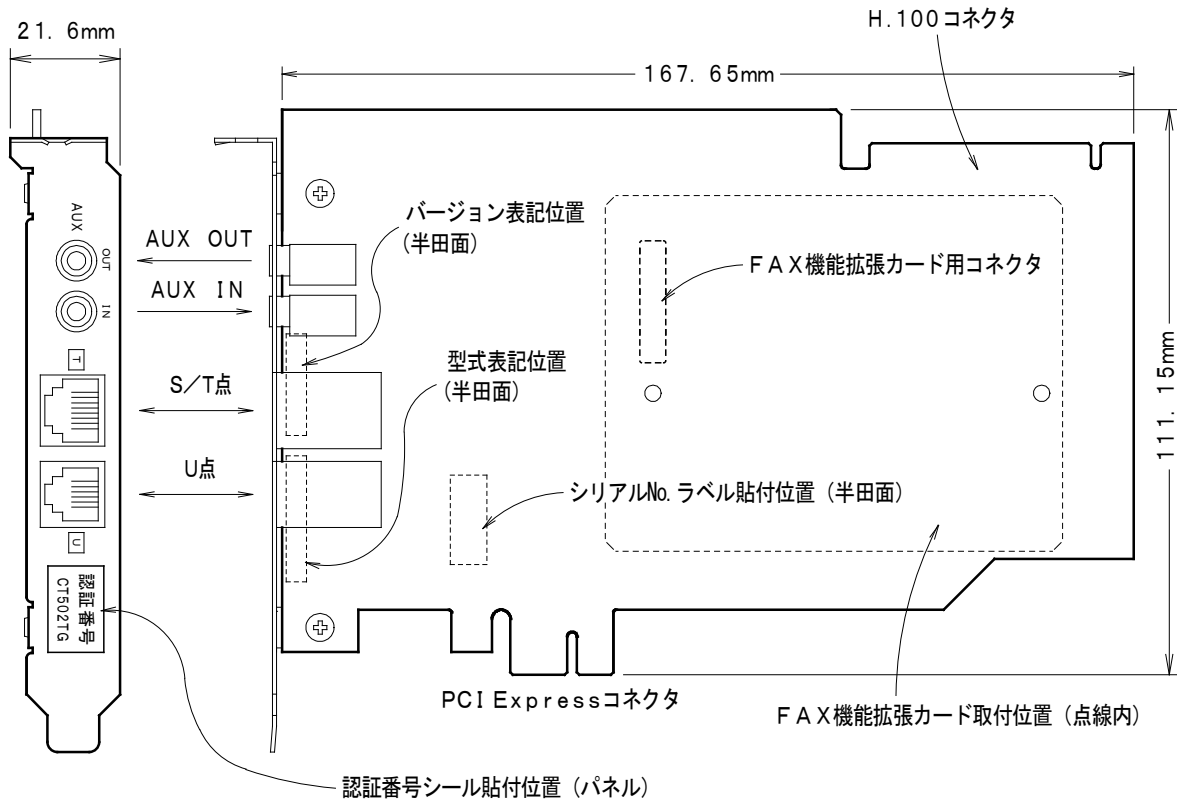 H.100コネクタ
21.6mm
167.65mm
バージョン表記位置
(半田面)
AUX
OUT
AUX OUT
FAX機能拡張カード用コネクタ
AUX IN
IN
111.15mm
型式表記位置
(半田面)
T
S/T点
U点
シリアルNo.ラベル貼付位置(半田面)
U
認証番号
CT502TG
PCI Expressコネクタ
FAX機能拡張カード取付位置(点線内)
認証番号シール貼付位置(パネル)